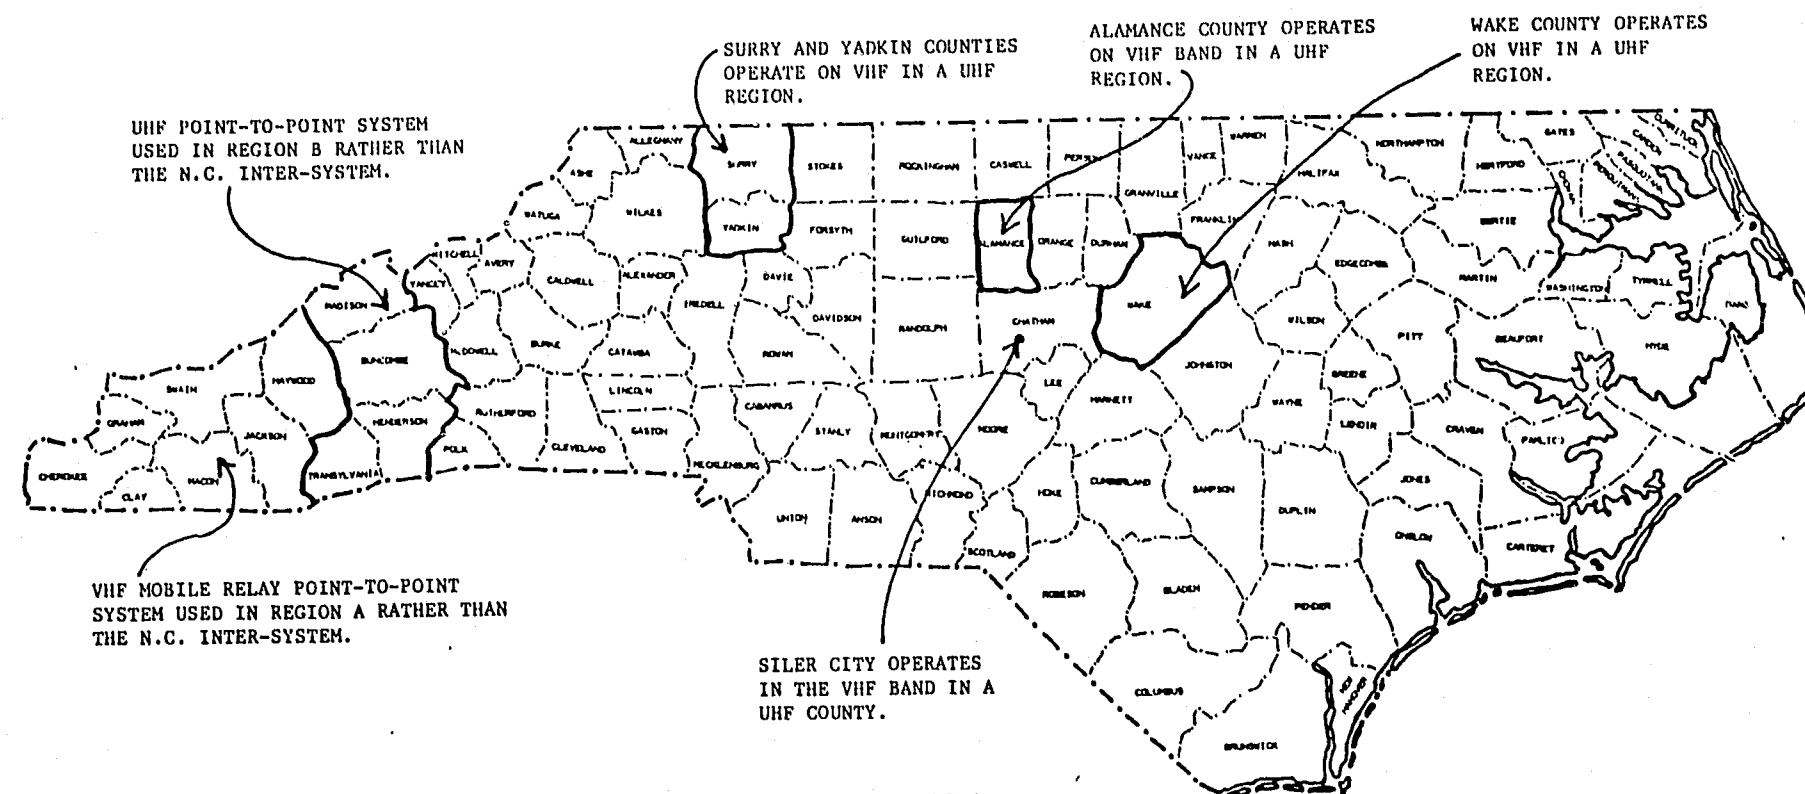 SURRY AND YADKIN COUNTIES
OPERATE ON VHF IN A UHF
REGION.
ALAMANCE COUNTY OPERATES
ON VHF BAND IN A UHF
REGION.
WAKE COUNTY OPERATES
ON VHF IN A UHF
REGION.
UHF POINT-TO-POINT SYSTEM
USED IN REGION B RATHER THAN
THE N.C. INTER-SYSTEM.
ALLEGHANY
SURRY
STOKES
ROCKINGHAM
CASWELL
VANCE
WARREN
NORTHAMPTON
HERTFORD
GATES
CURRITUCK
CAMDEN
PASQUOTANK
PERQUIMANS
ASHE
HALIFAX
GRANVILLE
WATUGA
WILKES
YADKIN
FORSYTH
GUILFORD
ALAMANCE
ORANGE
DURHAM
FRANKLIN
NASH
EDGECOMBE
BERTIE
MARTIN
WASHINGTON
TYRRELL
MITCHELL
AVERY
YANCEY
CALDWELL
ALEXANDER
IREDELL
DAVIE
DAVIDSON
RANDOLPH
CHATHAM
WAKE
WILSON
PITT
BEAUFORT
HYDE
MADISON
BUNCOMBE
McDOWELL
BURKE
CATAWBA
ROWAN
LEE
JOHNSTON
GREENE
SWAIN
HAYWOOD
LINCOLN
CABARRUS
HARNETT
WAYNE
LENOIR
CRAVEN
GRAHAM
JACKSON
HENDERSON
RUTHERFORD
POLK
CLEVELAND
GASTON
STANLY
MONTGOMERY
MOORE
CHEROKEE
CLAY
MACON
TRANSYLVANIA
MECKLENBURG
UNION
ANSON
RICHMOND
HOKE
CUMBERLAND
SAMPSON
DUPLIN
JONES
ONSLOW
CARTERET
SCOTLAND
VHF MOBILE RELAY POINT-TO-POINT
SYSTEM USED IN REGION A RATHER THAN
THE N.C. INTER-SYSTEM.
ROBESON
BLADEN
PENDER
SILER CITY OPERATES
IN THE VHF BAND IN A
UHF COUNTY.
COLUMBUS
NEW
HANOVER
BRUNSWICK